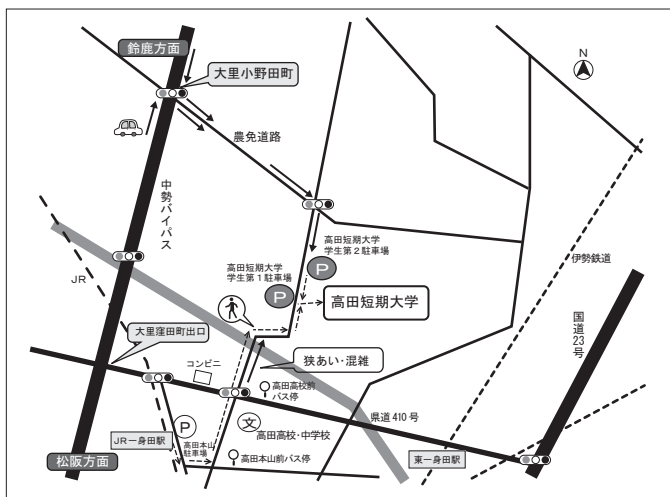 鈴鹿方面
大里小野田町
N
農免道路
中勢バイパス
伊勢鉄道
高田短期大学
学生第2駐車場
P
高田短期大学
学生第1駐車場
P
JR
高田短期大学
国道23号
大里窪田町出口
狭あい・混雑
コンビニ
高田高校前
バス停
県道410号
P
文
高田高校・中学校
JR一身田駅
高田本山
駐車場
高田本山前バス停
東一身田駅
松阪方面